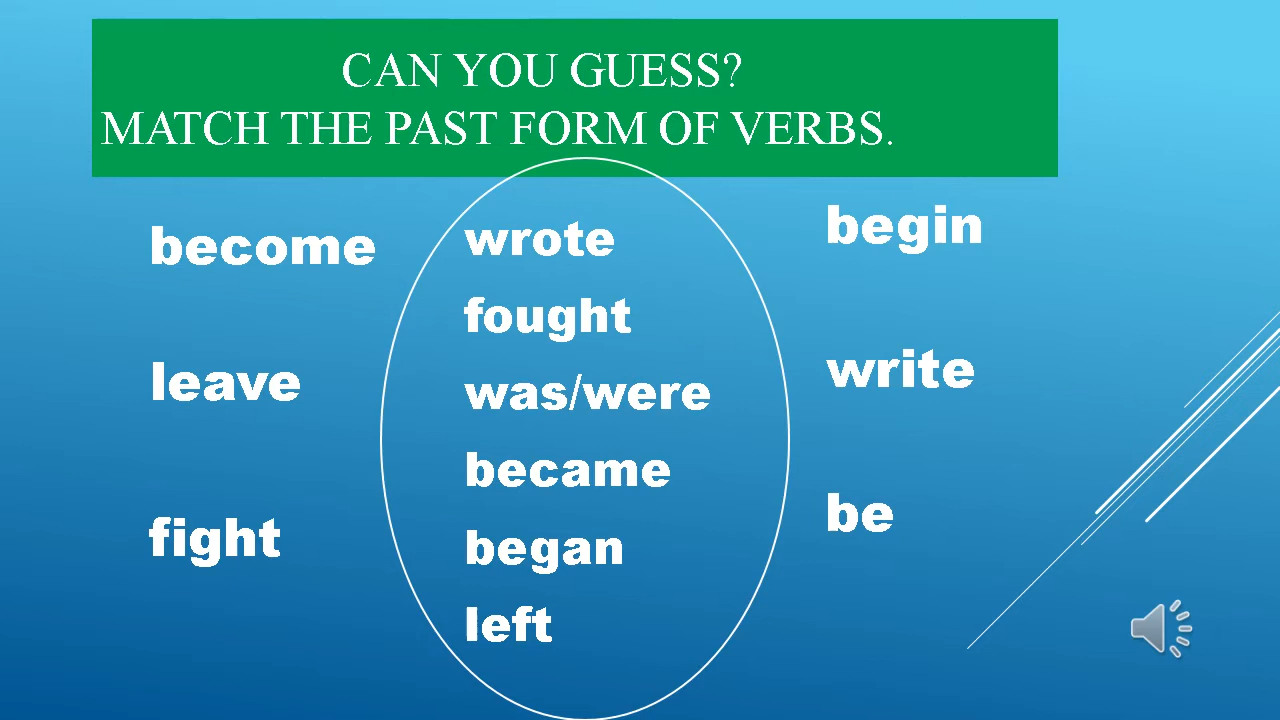 CAN YOU GUESS?
MATCH THE PAST FORM OF VERBS.
become
leave
fight
wrote
fought
was/were
became
began
left
begin
write
be